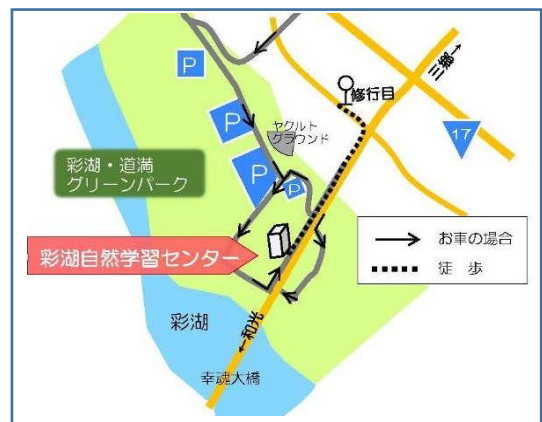 P
三郷
修行目
ヤクルト
グラウンド
17
P
P
P
彩湖・道満
グリーンパーク
お車の場合
徒 歩
彩湖自然学習センター
彩湖
和光
幸魂大橋